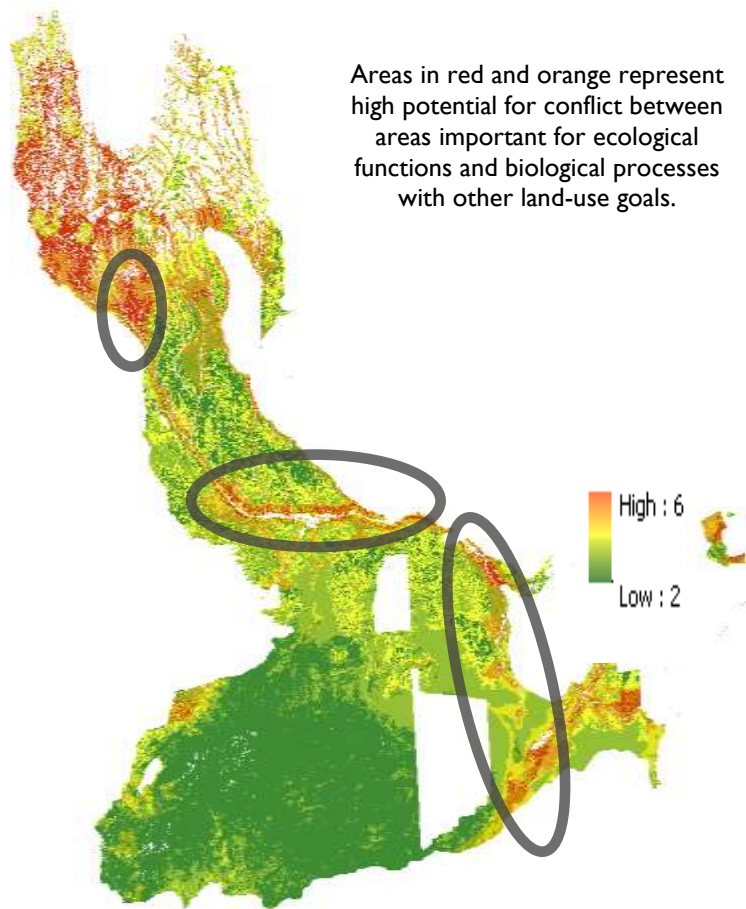 Areas in red and orange represent
high potential for conflict between
areas important for ecological
functions and biological processes
with other land-use goals.
High : 6
Low : 2